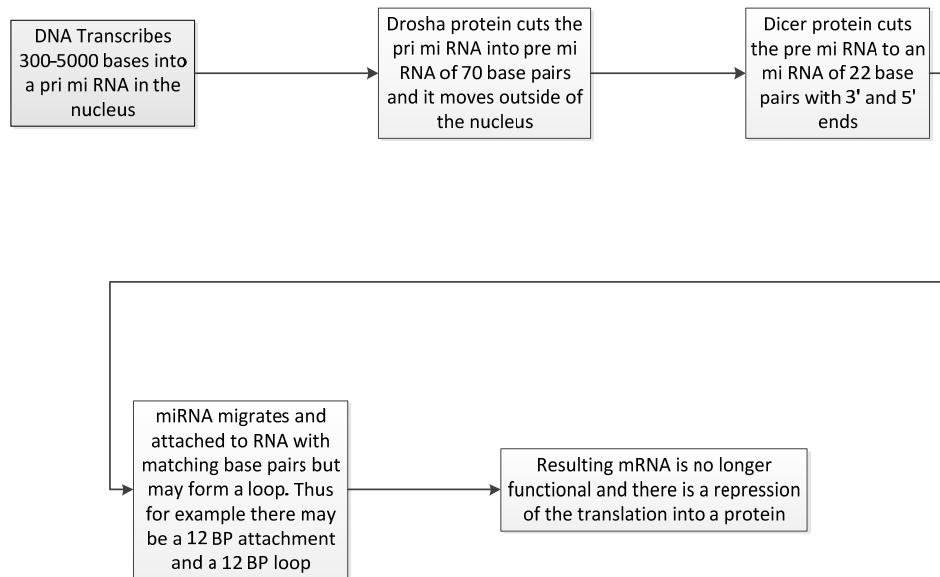 DNA Transcribes
300-5000 bases into
a pri mi RNA in the
nucleus
Drosha protein cuts the
pri mi RNA into pre mi
RNA of 70 base pairs
and it moves outside of
the nucleus
Dicer protein cuts
the pre mi RNA to an
mi RNA of 22 base
pairs with 3' and 5'
ends
miRNA migrates and
attached to RNA with
matching base pairs but
may form a loop. Thus
for example there may
be a 12 BP attachment
and a 12 BP loop
Resulting mRNA is no longer
functional and there is a repression
of the translation into a protein